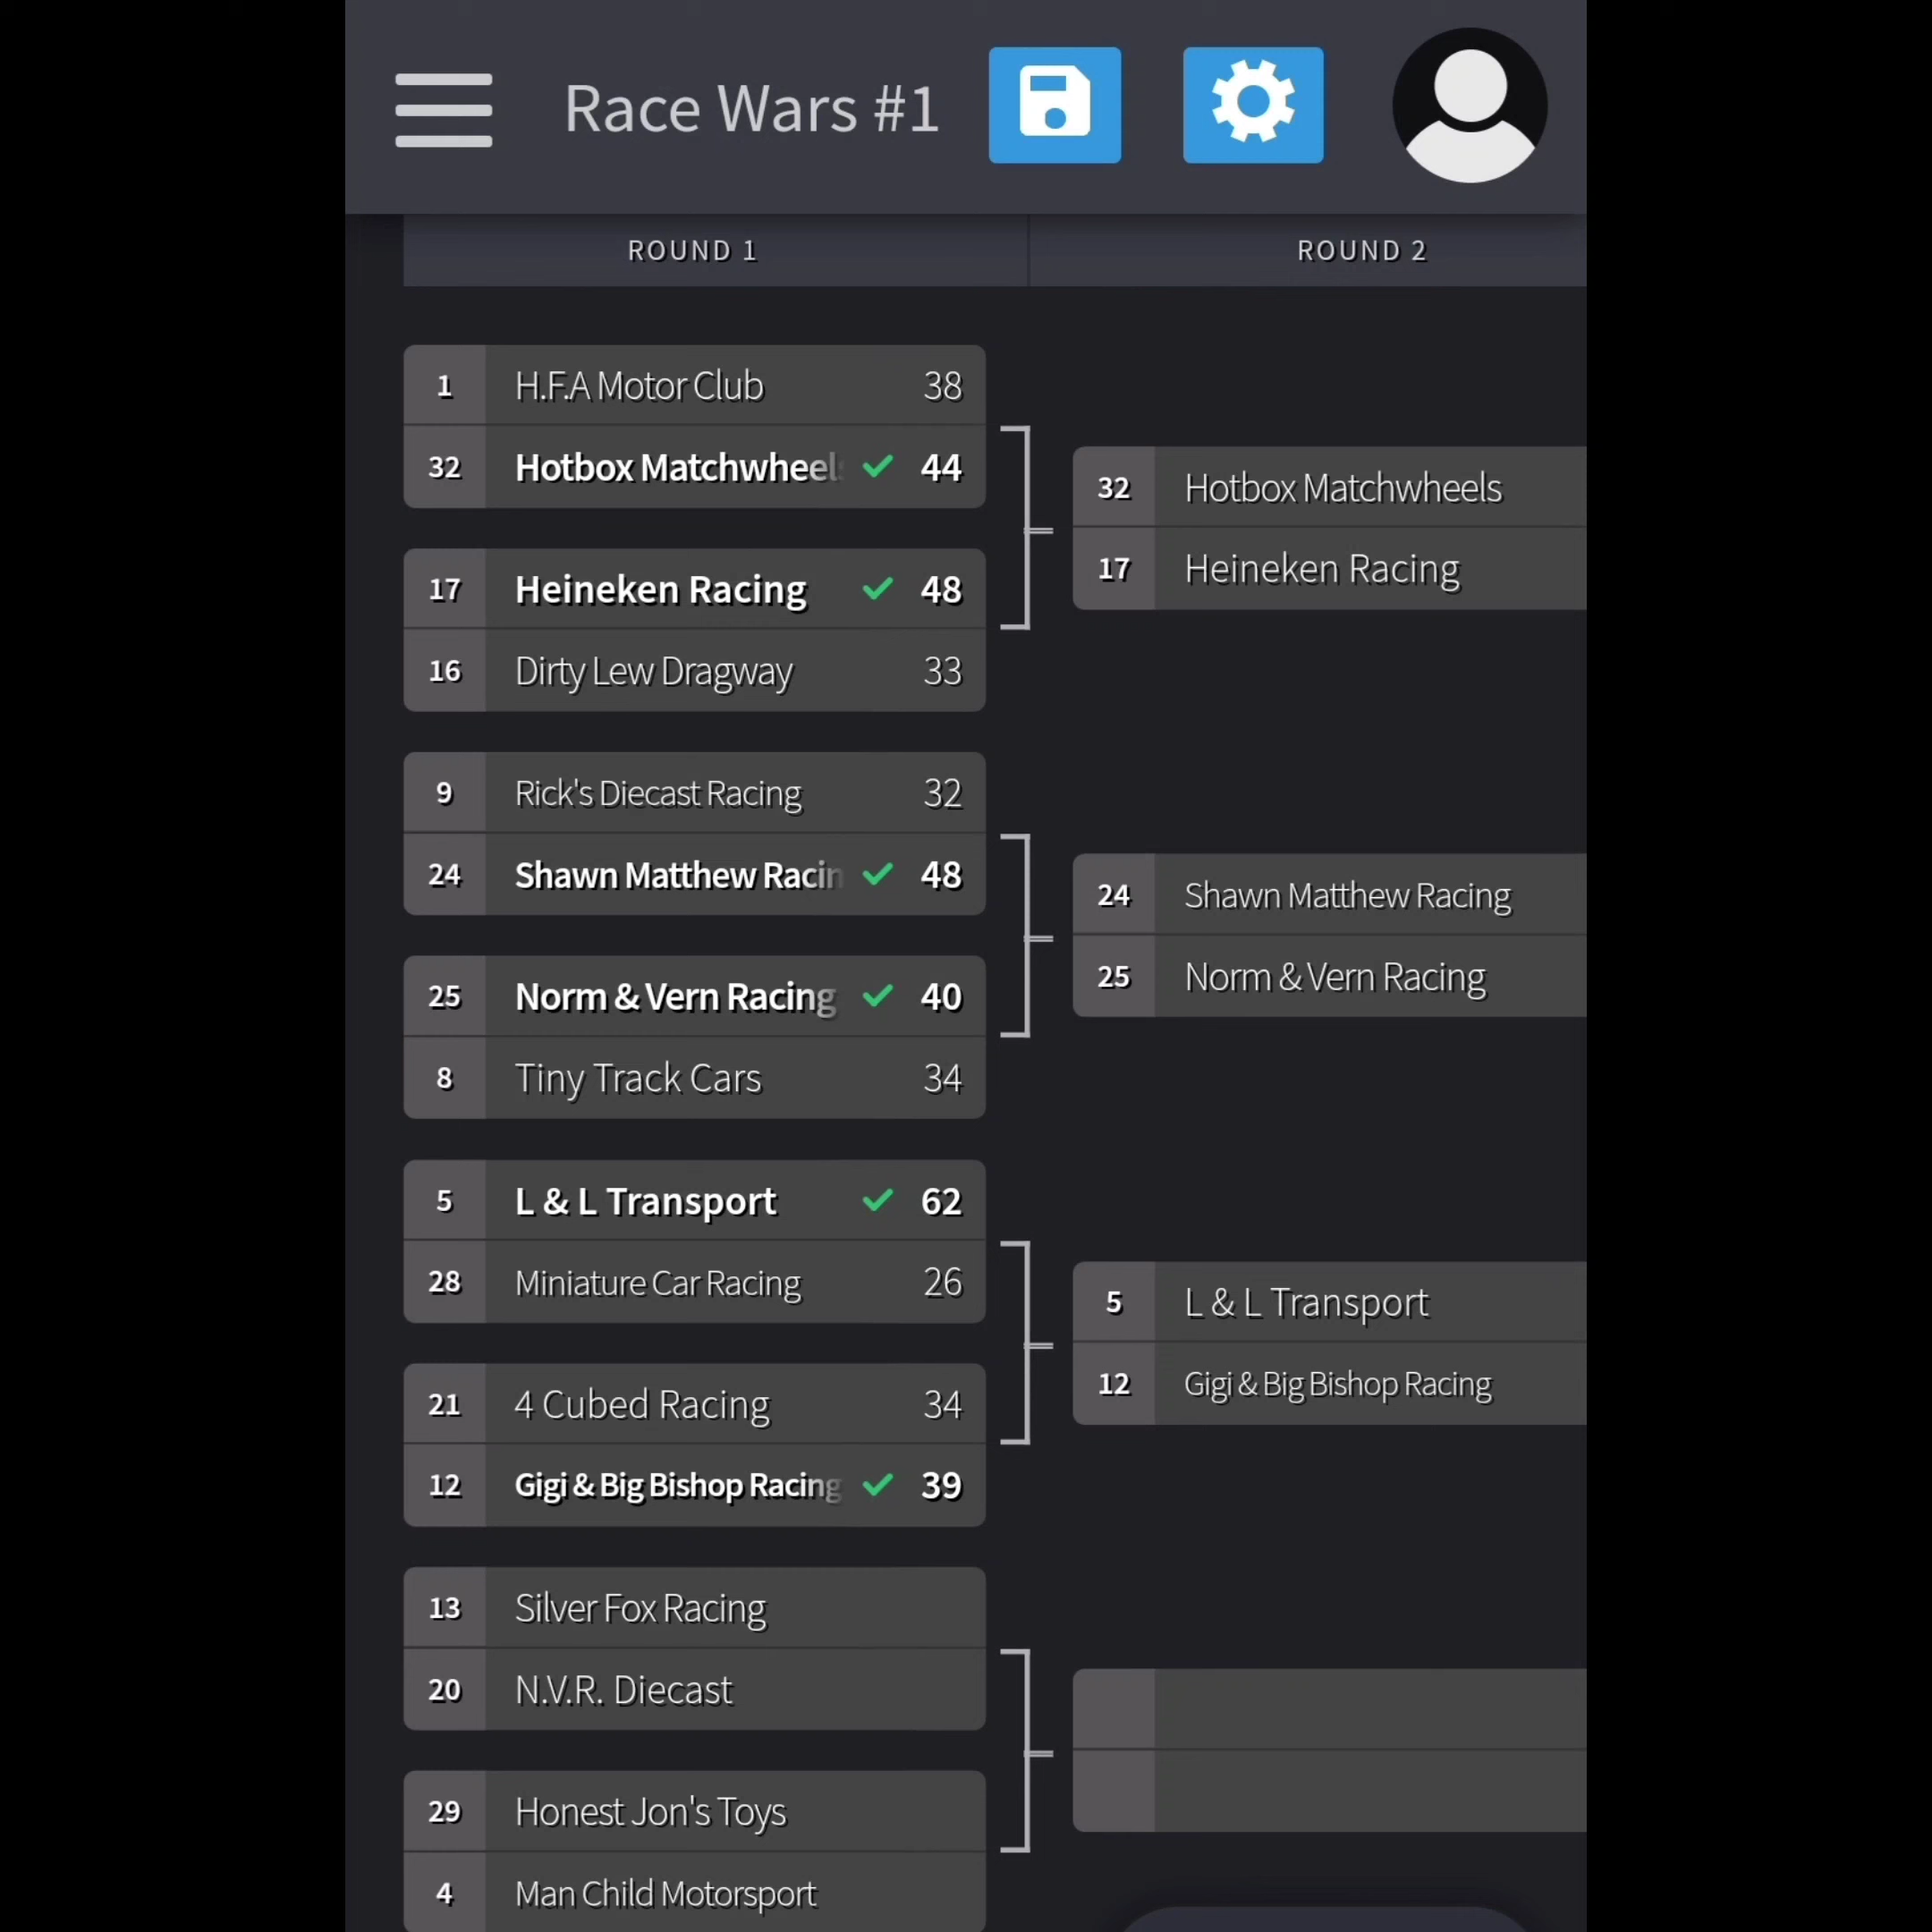 Race Wars #1
ROUND 1
ROUND 2
1 H.F.A Motor Club 38
32 Hotbox Matchwheels 44
17 Heineken Racing 48
16 Dirty Lew Dragway 33
32 Hotbox Matchwheels
17 Heineken Racing
9 Rick's Diecast Racing 32
24 Shawn Matthew Racin 48
25 Norm & Vern Racing 40
8 Tiny Track Cars 34
24 Shawn Matthew Racing
25 Norm & Vern Racing
5 L & L Transport 62
28 Miniature Car Racing 26
21 4 Cubed Racing 34
12 Gigi & Big Bishop Racing 39
5 L & L Transport
12 Gigi & Big Bishop Racing
13 Silver Fox Racing
20 N.V.R. Diecast
29 Honest Jon's Toys
4 Man Child Motorsport